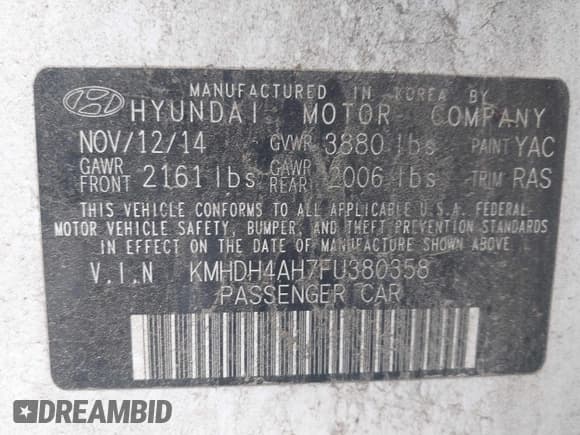 MANUFACTURED IN KOREA BY
HYUNDAI MOTOR COMPANY
NOV/12/14 GVWR 3880 lbs PAINT YAC
GAWR FRONT 2161 lbs GAWR REAR 2006 lbs TRIM RAS
THIS VEHICLE CONFORMS TO ALL APPLICABLE U.S.A. FEDERAL-
MOTOR VEHICLE SAFETY, BUMPER, AND THEFT PREVENTION STANDARDS
IN EFFECT ON THE DATE OF MANUFACTURE SHOWN ABOVE.
V.I.N KMHDH4AH7FU380358
PASSENGER CAR
DREAMBID